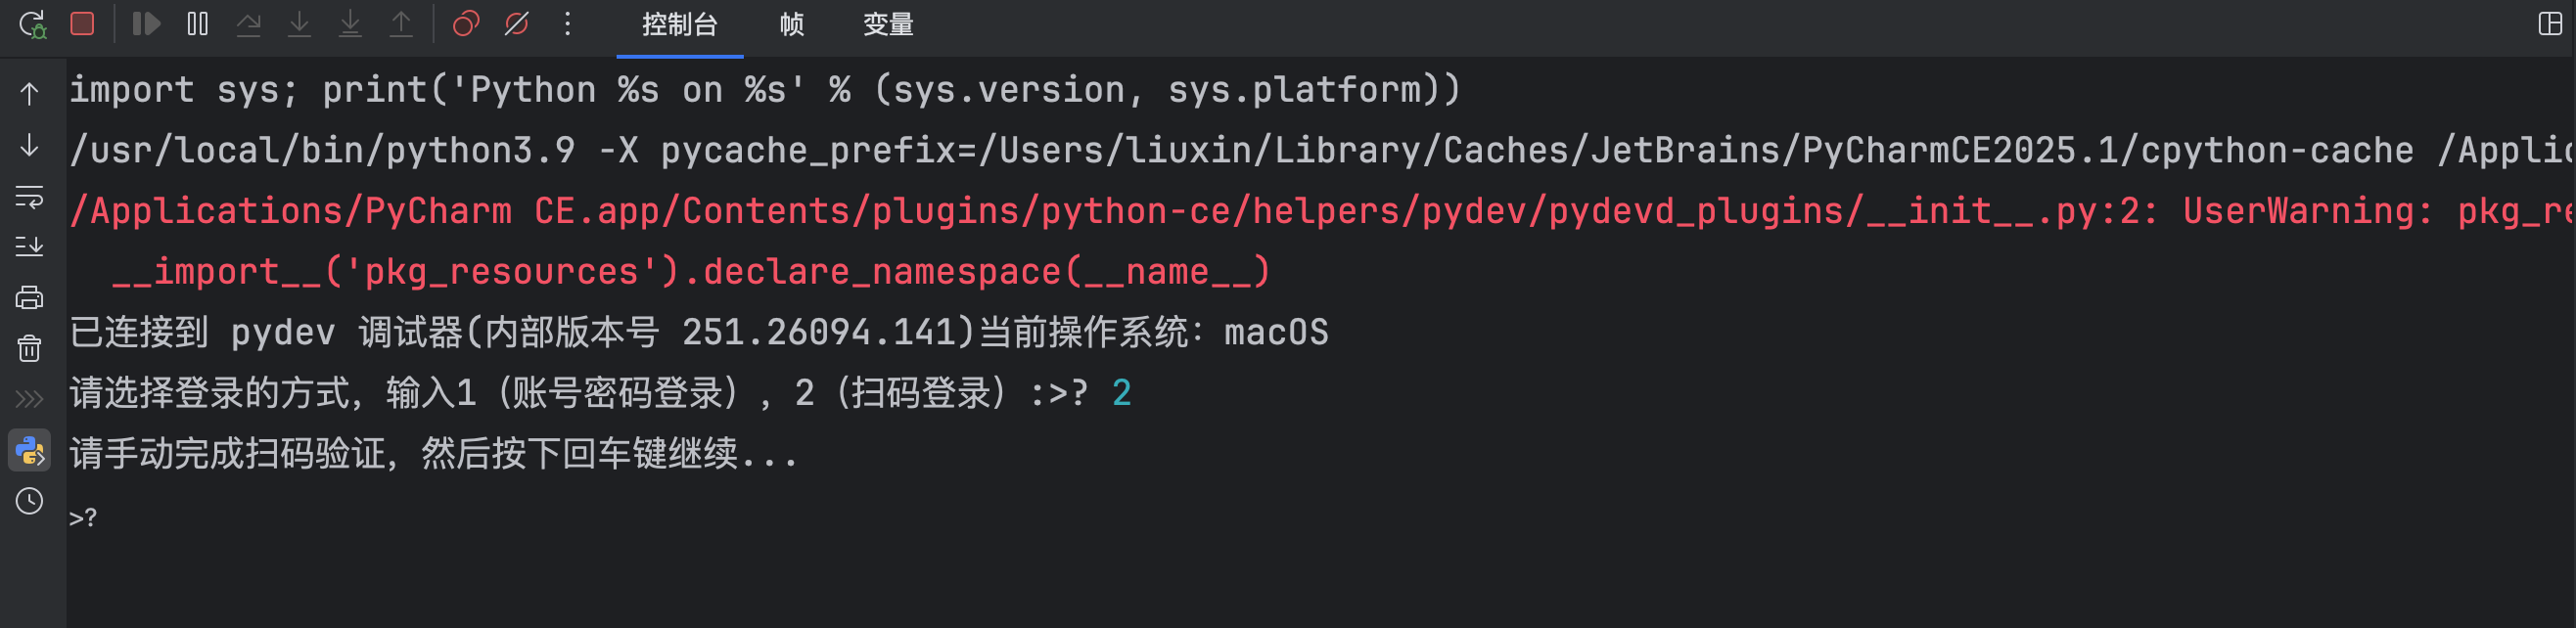 控制台 帧 变量
import sys; print('Python %s on %s' % (sys.version, sys.platform))
/usr/local/bin/python3.9 -X pycache_prefix=/Users/liuxin/Library/Caches/JetBrains/PyCharmCE2025.1/cpython-cache /Applic
/Applications/PyCharm CE.app/Contents/plugins/python-ce/helpers/pydev/pydevd_plugins/__init__.py:2: UserWarning: pkg_re
__import__('pkg_resources').declare_namespace(__name__)
已连接到 pydev 调试器(内部版本号 251.26094.141)当前操作系统：macOS
请选择登录的方式，输入1（账号密码登录），2（扫码登录）:>? 2
请手动完成扫码验证，然后按下回车键继续...
>?